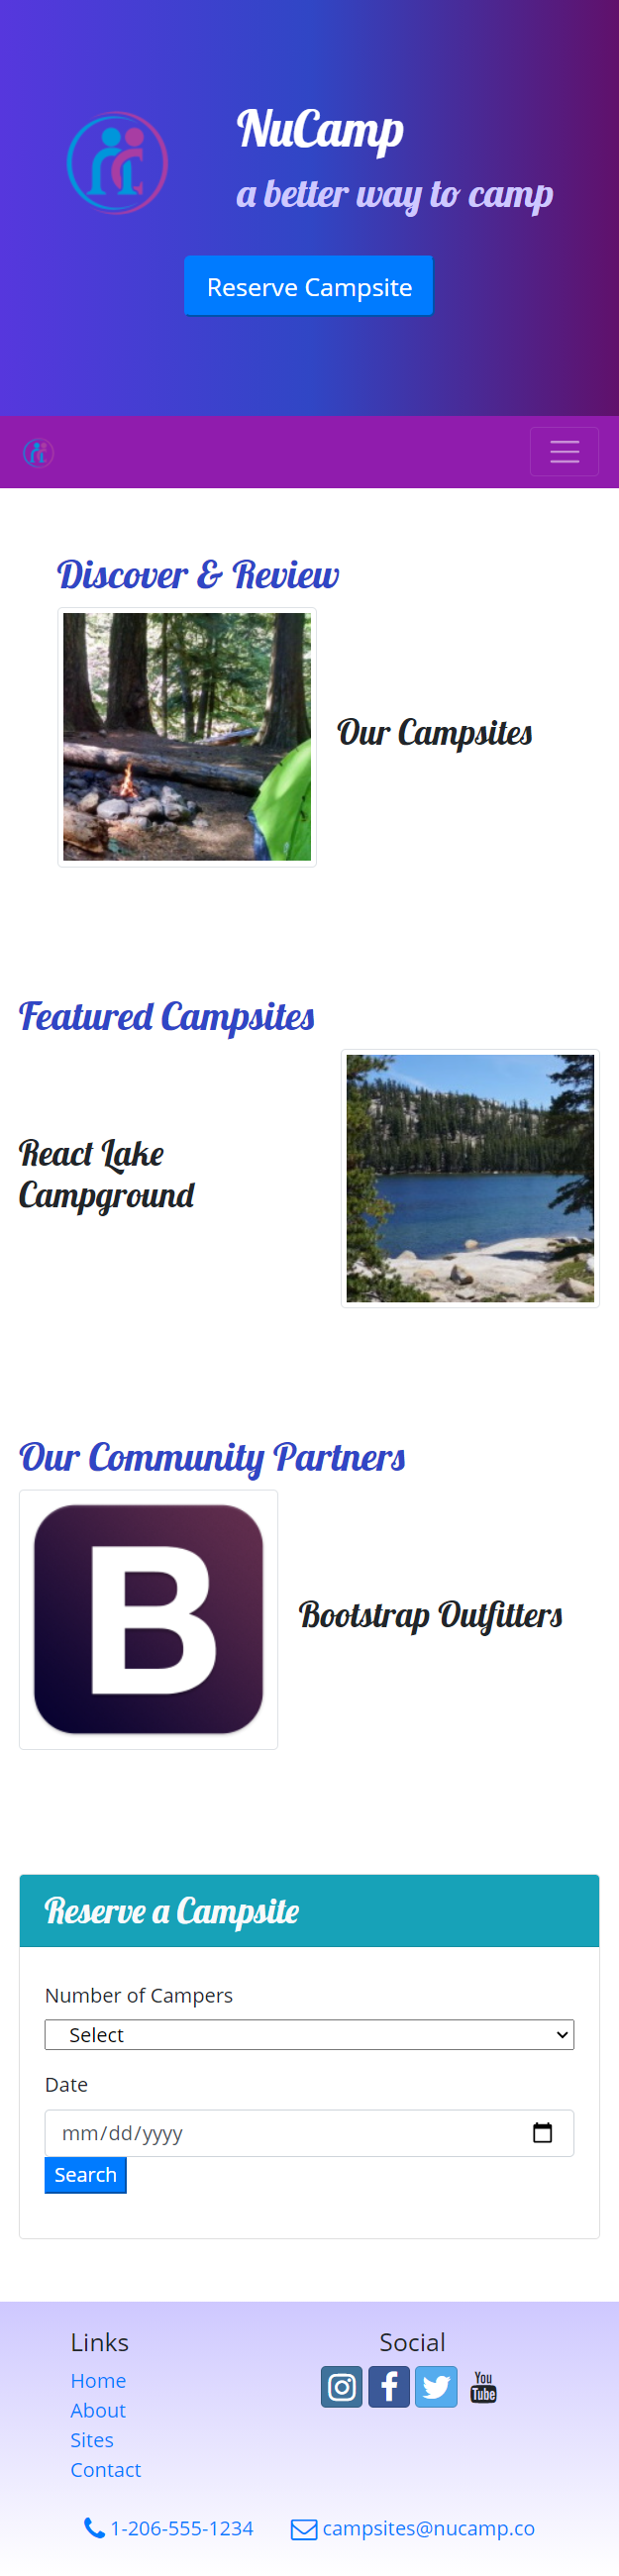 NuCamp
a better way to camp
Reserve Campsite
Discover & Review
Our Campsites
Featured Campsites
React Lake
Campground
Our Community Partners
B
Bootstrap Outfitters
Reserve a Campsite
Number of Campers
Select
Date
mm/dd/yyyy
Search
Links
Social
Home
About
Sites
Contact
You
Tube
1-206-555-1234
campsites@nucamp.co